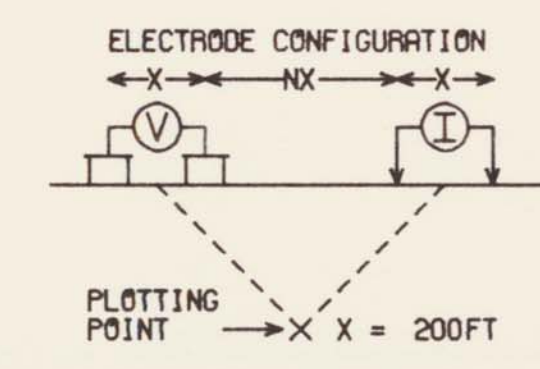 ELECTRODE CONFIGURATION
X NX X
V I
PLOTTING
POINT X X = 200FT